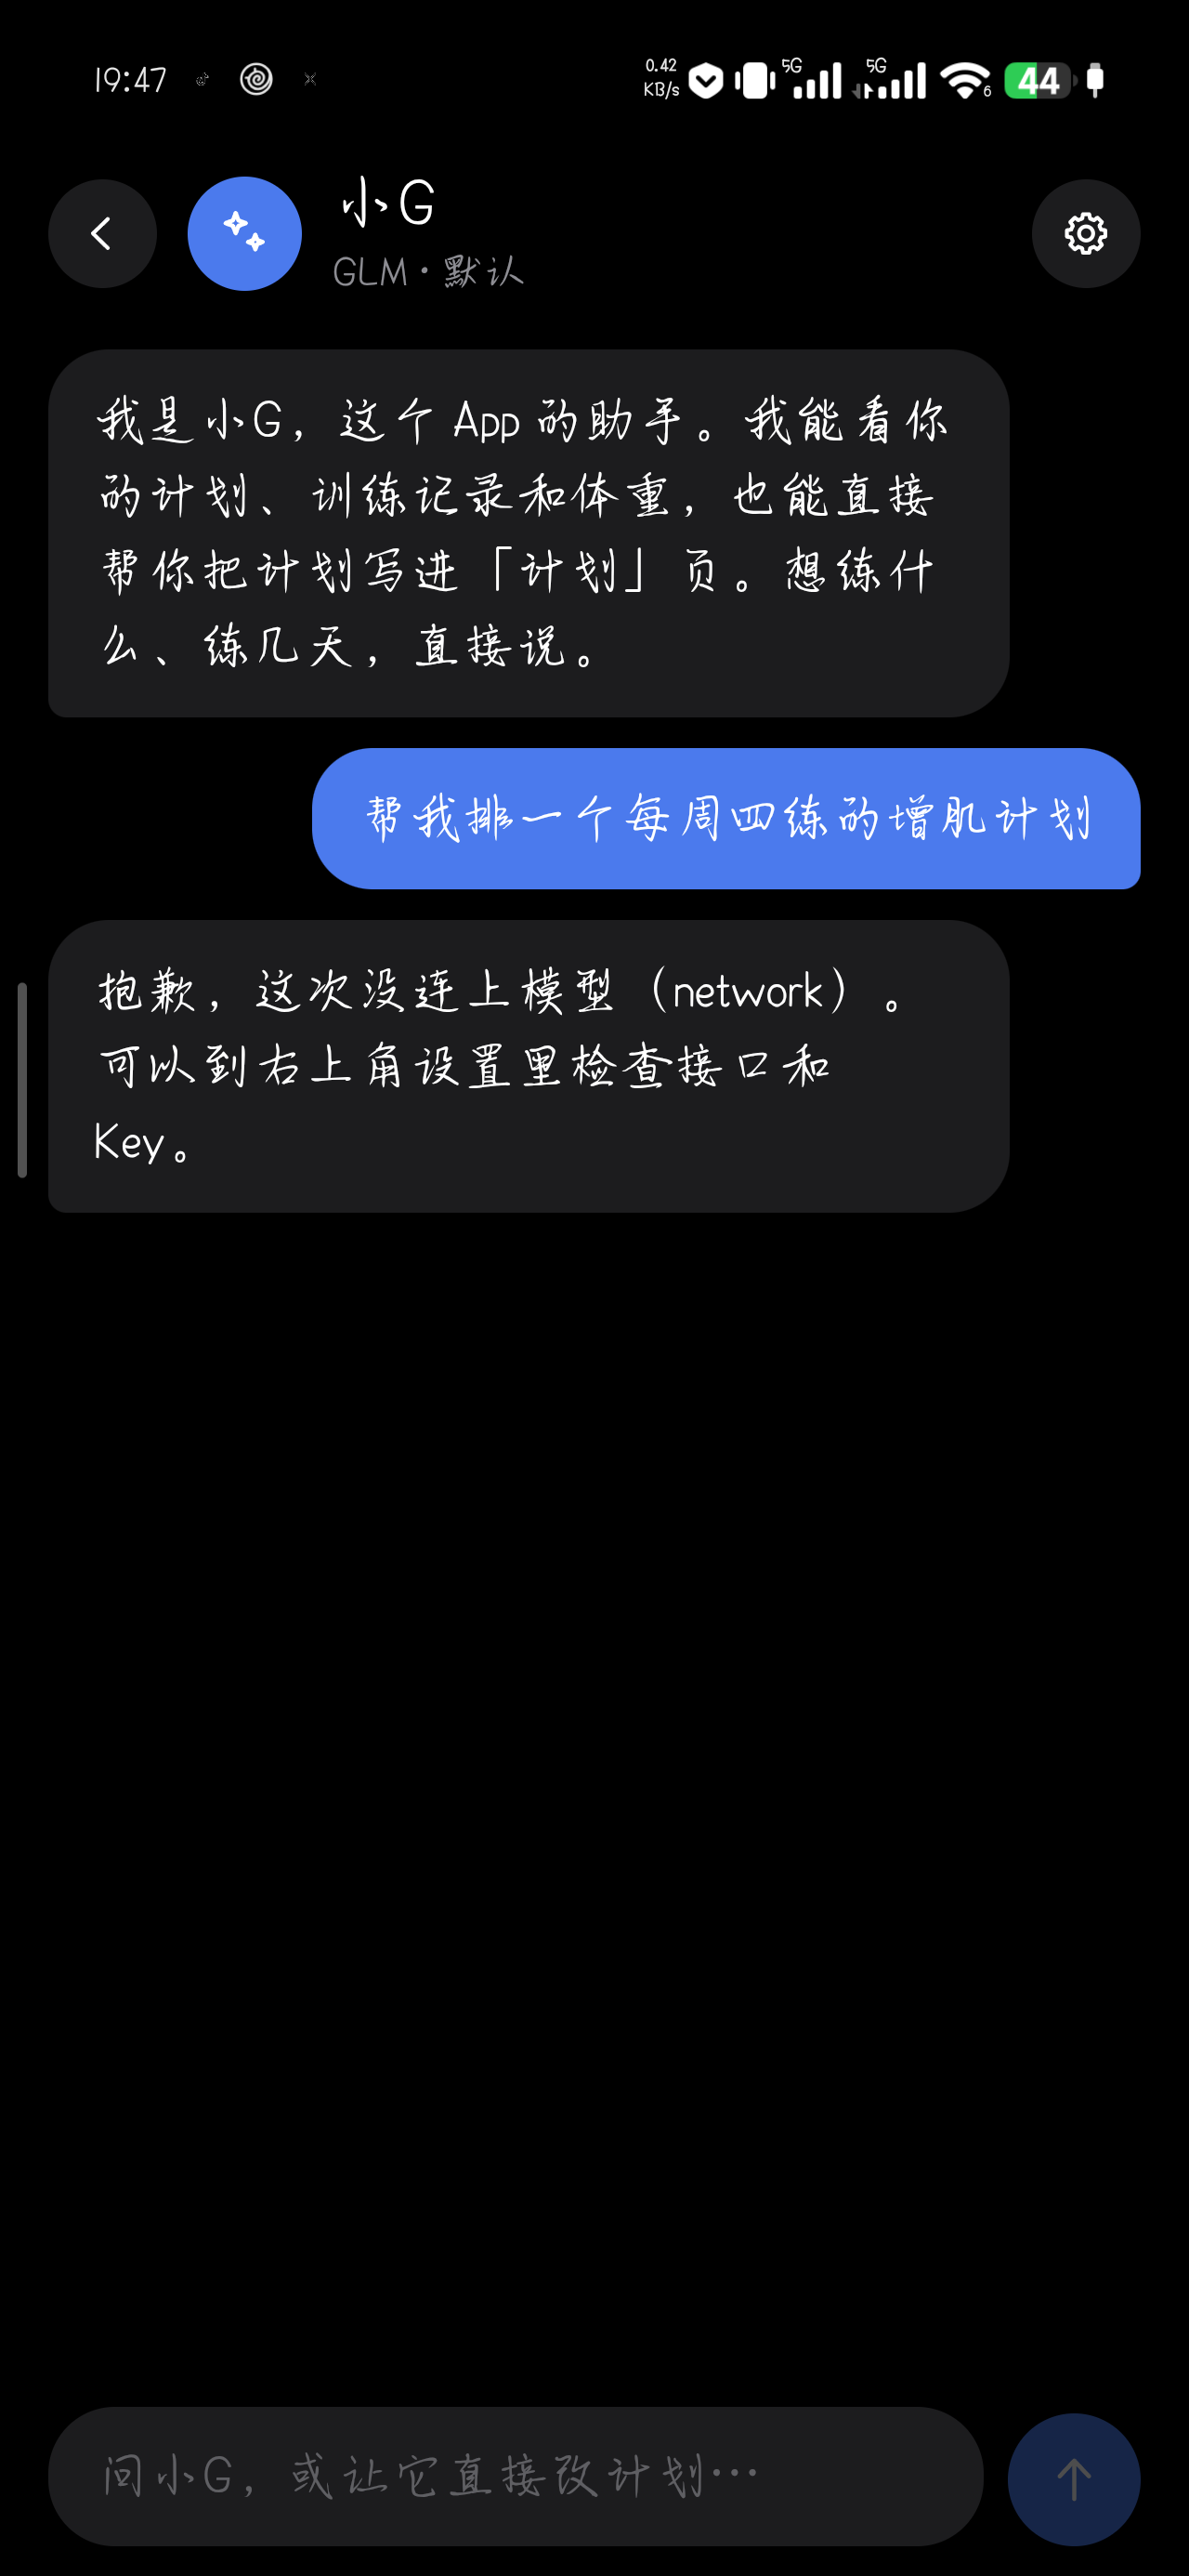 19:47
0.42 KB/s
5G
5G
6
44
小G
GLM·默认
我是小G，这个 App 的助手。我能看你
的计划、训练记录和体重，也能直接
帮你把计划写进「计划」页。想练什
么、练几天，直接说。
帮我排一个每周四练的增肌计划
抱歉，这次没连上模型（network）。
可以到右上角设置里检查接口和
Key。
问小G，或让它直接改计划…